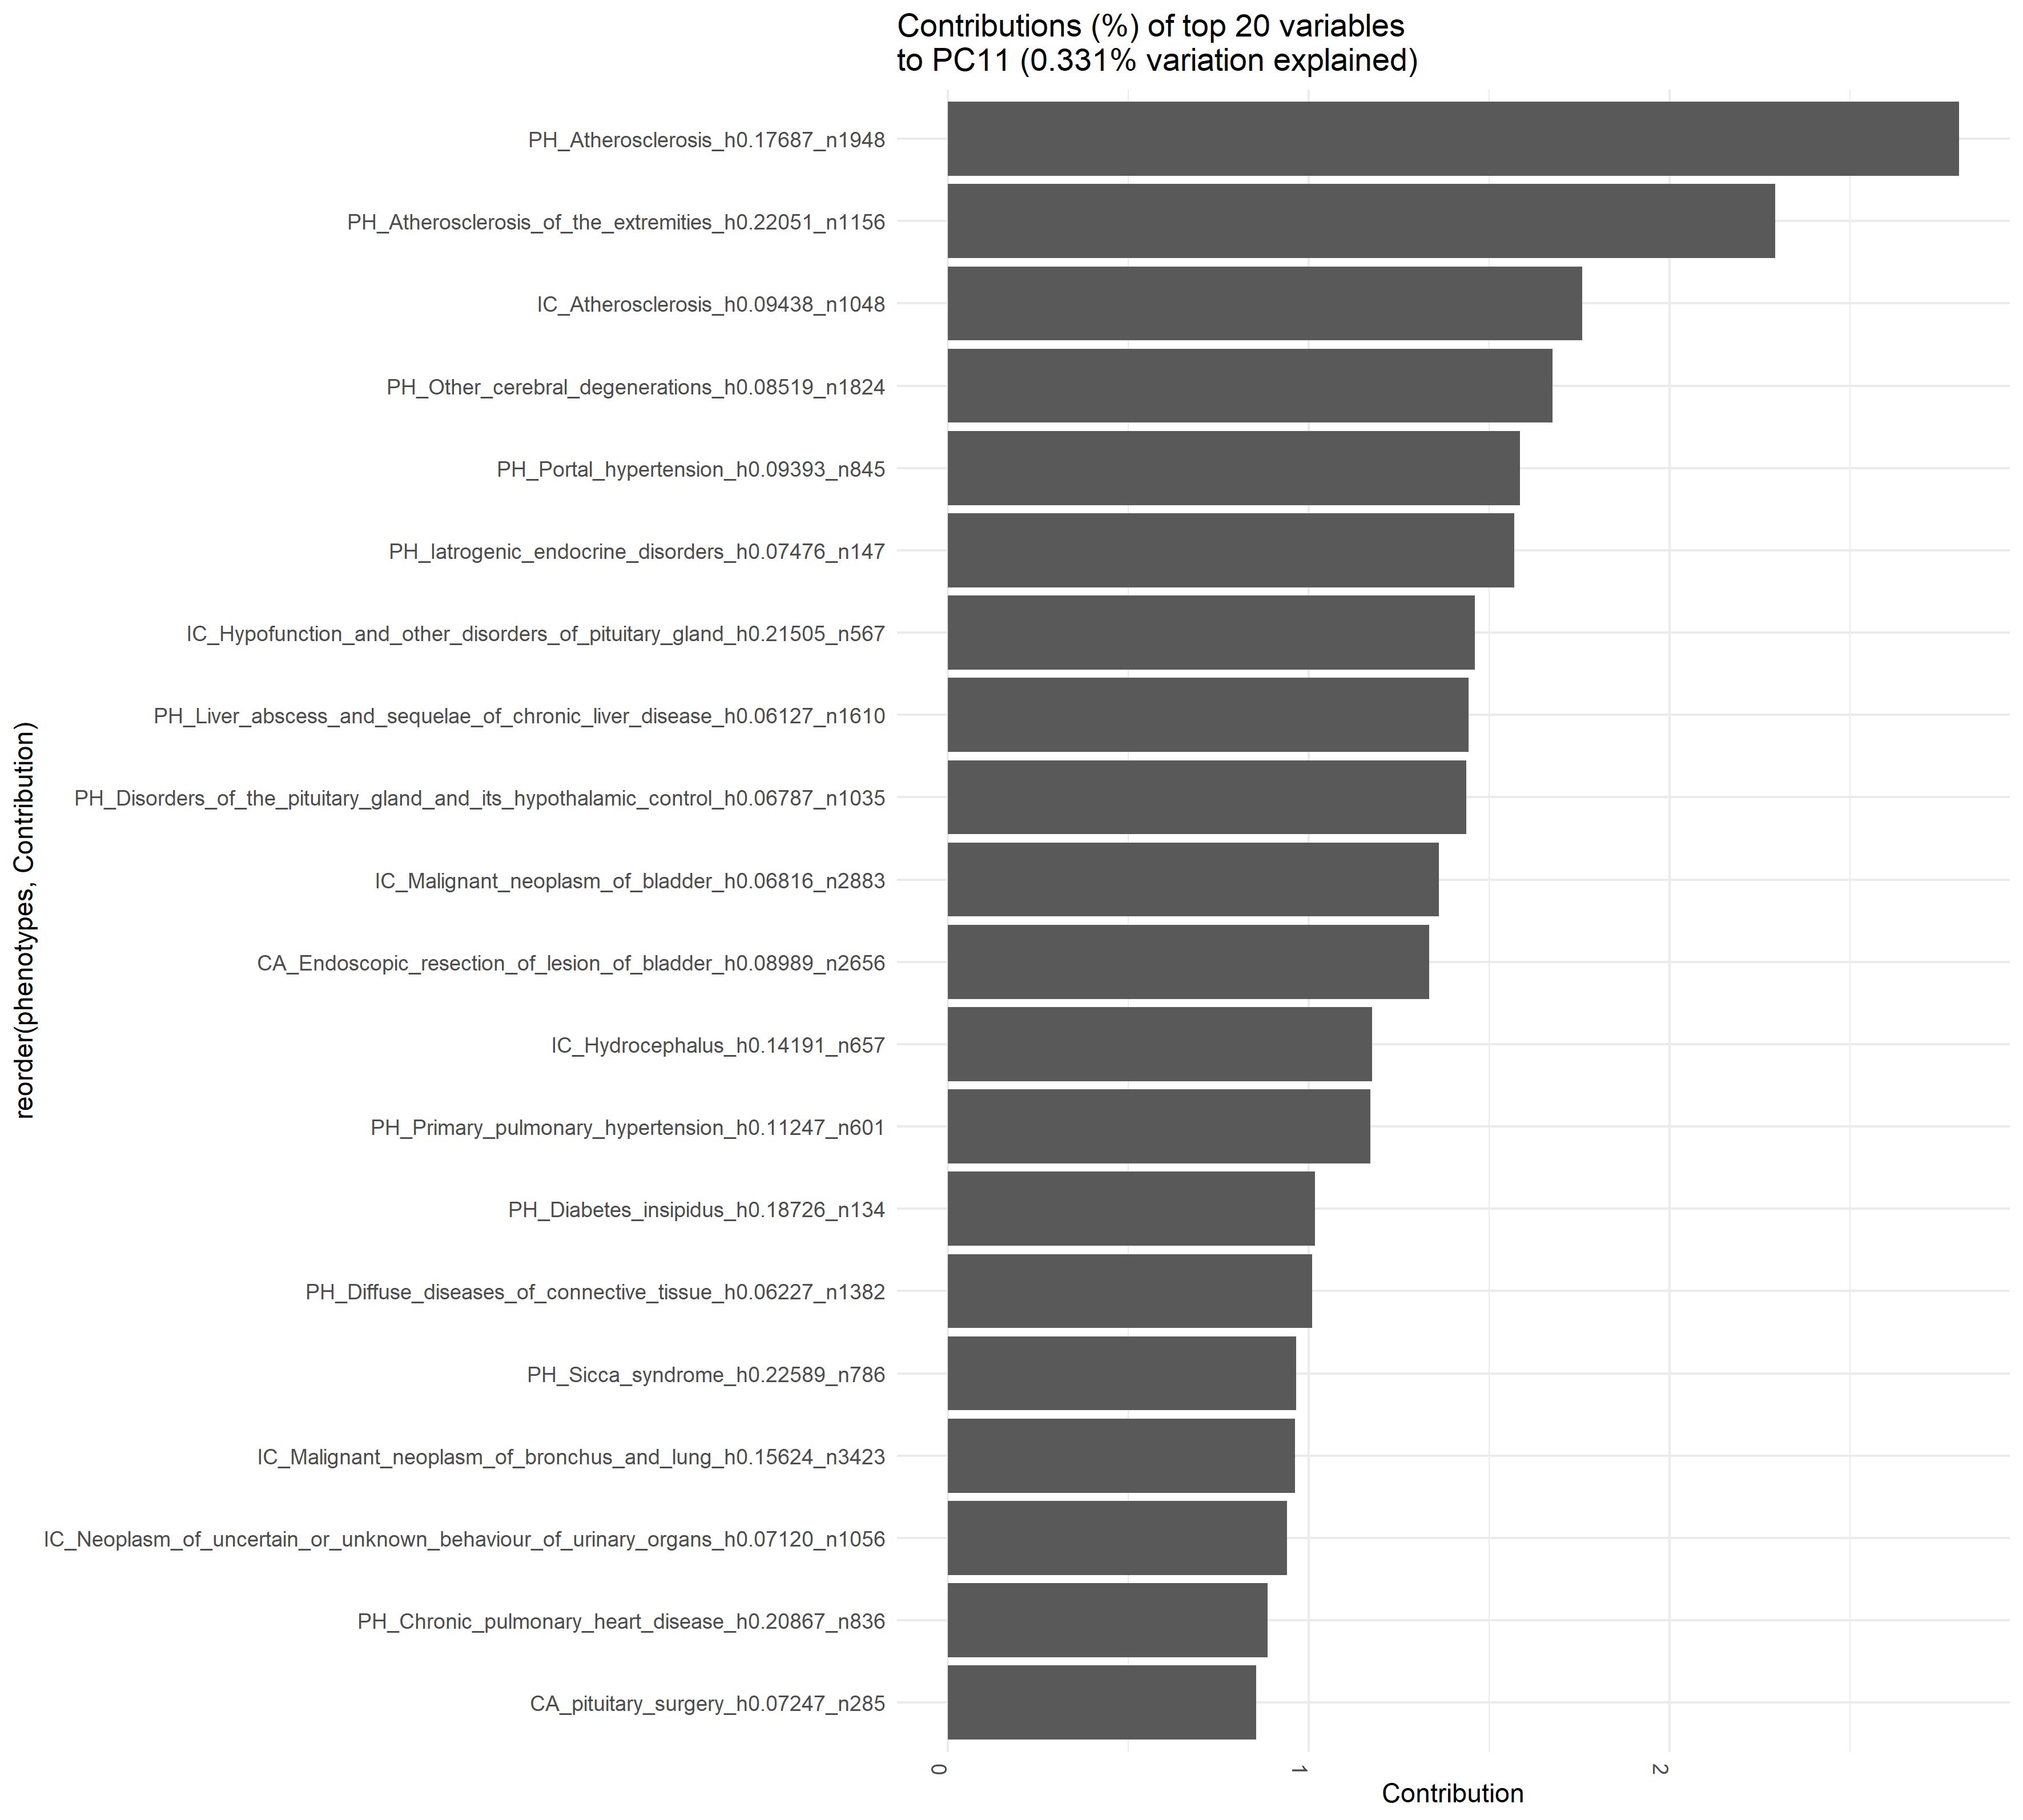 Contributions (%) of top 20 variables
to PC11 (0.331% variation explained)
PH_Atherosclerosis_h0.17687_n1948
PH_Atherosclerosis_of_the_extremities_h0.22051_n1156
IC_Atherosclerosis_h0.09438_n1048
PH_Other_cerebral_degenerations_h0.08519_n1824
PH_Portal_hypertension_h0.09393_n845
PH_Iatrogenic_endocrine_disorders_h0.07476_n147
IC_Hypofunction_and_other_disorders_of_pituitary_gland_h0.21505_n567
PH_Liver_abscess_and_sequelae_of_chronic_liver_disease_h0.06127_n1610
PH_Disorders_of_the_pituitary_gland_and_its_hypothalamic_control_h0.06787_n1035
IC_Malignant_neoplasm_of_bladder_h0.06816_n2883
CA_Endoscopic_resection_of_lesion_of_bladder_h0.08989_n2656
IC_Hydrocephalus_h0.14191_n657
PH_Primary_pulmonary_hypertension_h0.11247_n601
PH_Diabetes_insipidus_h0.18726_n134
PH_Diffuse_diseases_of_connective_tissue_h0.06227_n1382
PH_Sicca_syndrome_h0.22589_n786
IC_Malignant_neoplasm_of_bronchus_and_lung_h0.15624_n3423
IC_Neoplasm_of_uncertain_or_unknown_behaviour_of_urinary_organs_h0.07120_n1056
PH_Chronic_pulmonary_heart_disease_h0.20867_n836
CA_pituitary_surgery_h0.07247_n285
reorder(phenotypes, Contribution)
0
1
2
Contribution